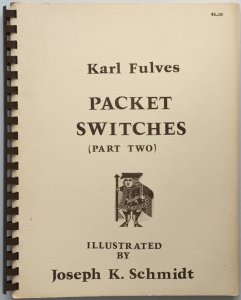 $6.00
Karl Fulves
PACKET
SWITCHES
(PART TWO)
ILLUSTRATED
BY
Joseph K. Schmidt